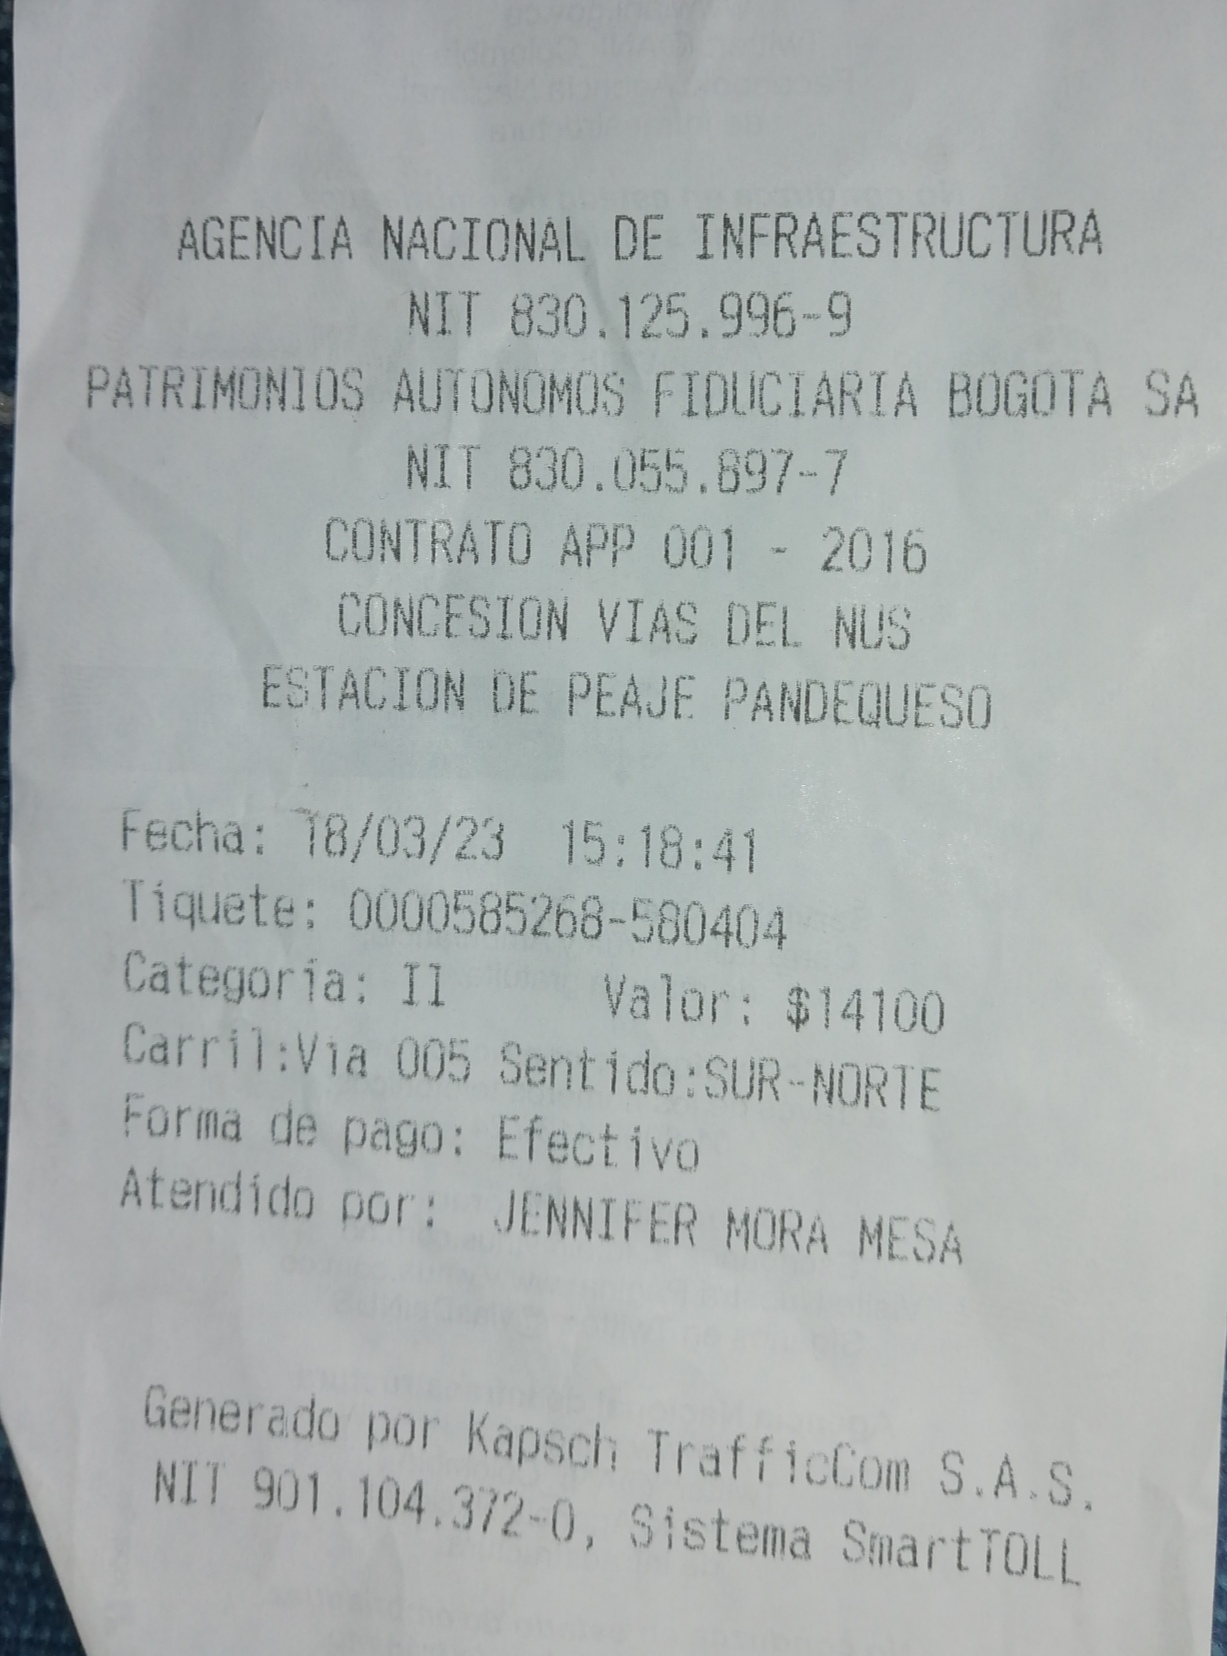 AGENCIA NACIONAL DE INFRAESTRUCTURA
NIT 830.125.996-9
PATRIMONIOS AUTONOMOS FIDUCIARIA BOGOTA SA
NIT 830.055.897-7
CONTRATO APP 001 - 2016
CONCESION VIAS DEL NUS
ESTACION DE PEAJE PANDEQUESO
Fecha: 18/03/23 15:18:41
Tiquete: 0000585268-580404
Categoria: II Valor: $14100
Carril:Via 005 Sentido:SUR-NORTE
Forma de pago: Efectivo
Atendido por: JENNIFER MORA MESA
Generado por Kapsch TrafficCom S.A.S.
NIT 901.104.372-0, Sistema SmartTOLL